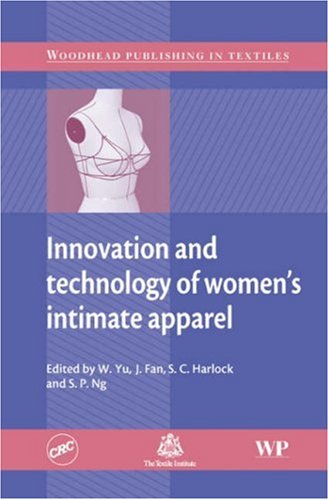 WOODHEAD PUBLISHING IN TEXTILES
Innovation and
technology of women's
intimate apparel
Edited by W. Yu, J. Fan, S. C. Harlock
and S. P. Ng
CRC
The Textile Institute
WP